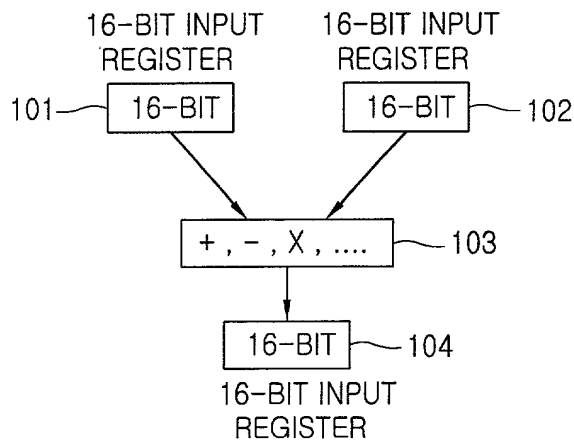 16-BIT INPUT
REGISTER
16-BIT INPUT
REGISTER
101
16-BIT
16-BIT
102
+ , - , X , ....
103
16-BIT
104
16-BIT INPUT
REGISTER